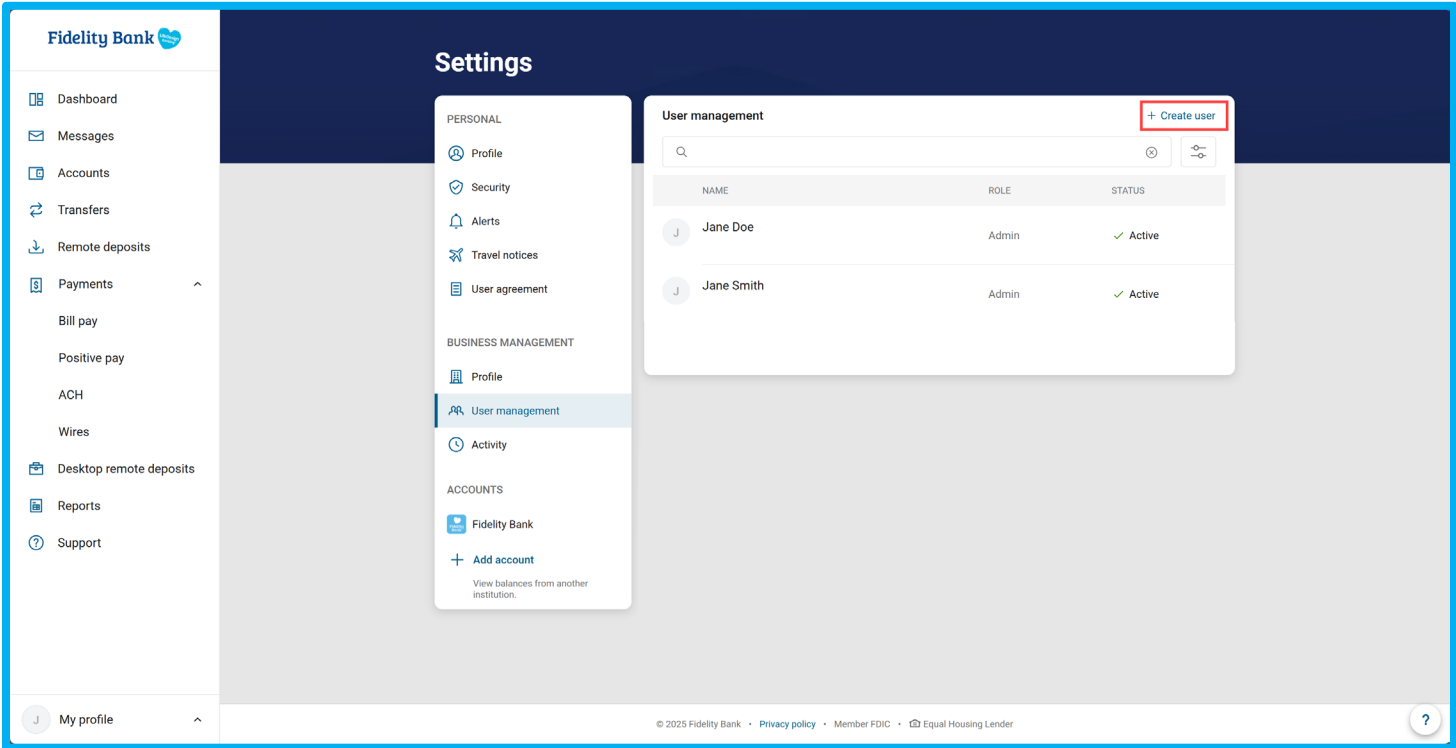 Fidelity Bank
Dashboard
Messages
Accounts
Transfers
Remote deposits
Payments
Bill pay
Positive pay
ACH
Wires
Desktop remote deposits
Reports
Support
J My profile
Settings
PERSONAL
Profile
Security
Alerts
Travel notices
User agreement
BUSINESS MANAGEMENT
Profile
User management
Activity
ACCOUNTS
Fidelity Bank
+ Add account
View balances from another
institution.
User management
+ Create user
NAME ROLE STATUS
J Jane Doe Admin Active
J Jane Smith Admin Active
© 2025 Fidelity Bank • Privacy policy • Member FDIC • Equal Housing Lender
?